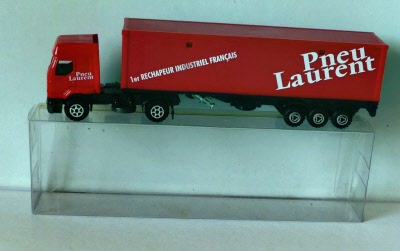 Pneu
Laurent
1er RECHAPEUR INDUSTRIEL FRANÇAIS
Pneu
Laurent